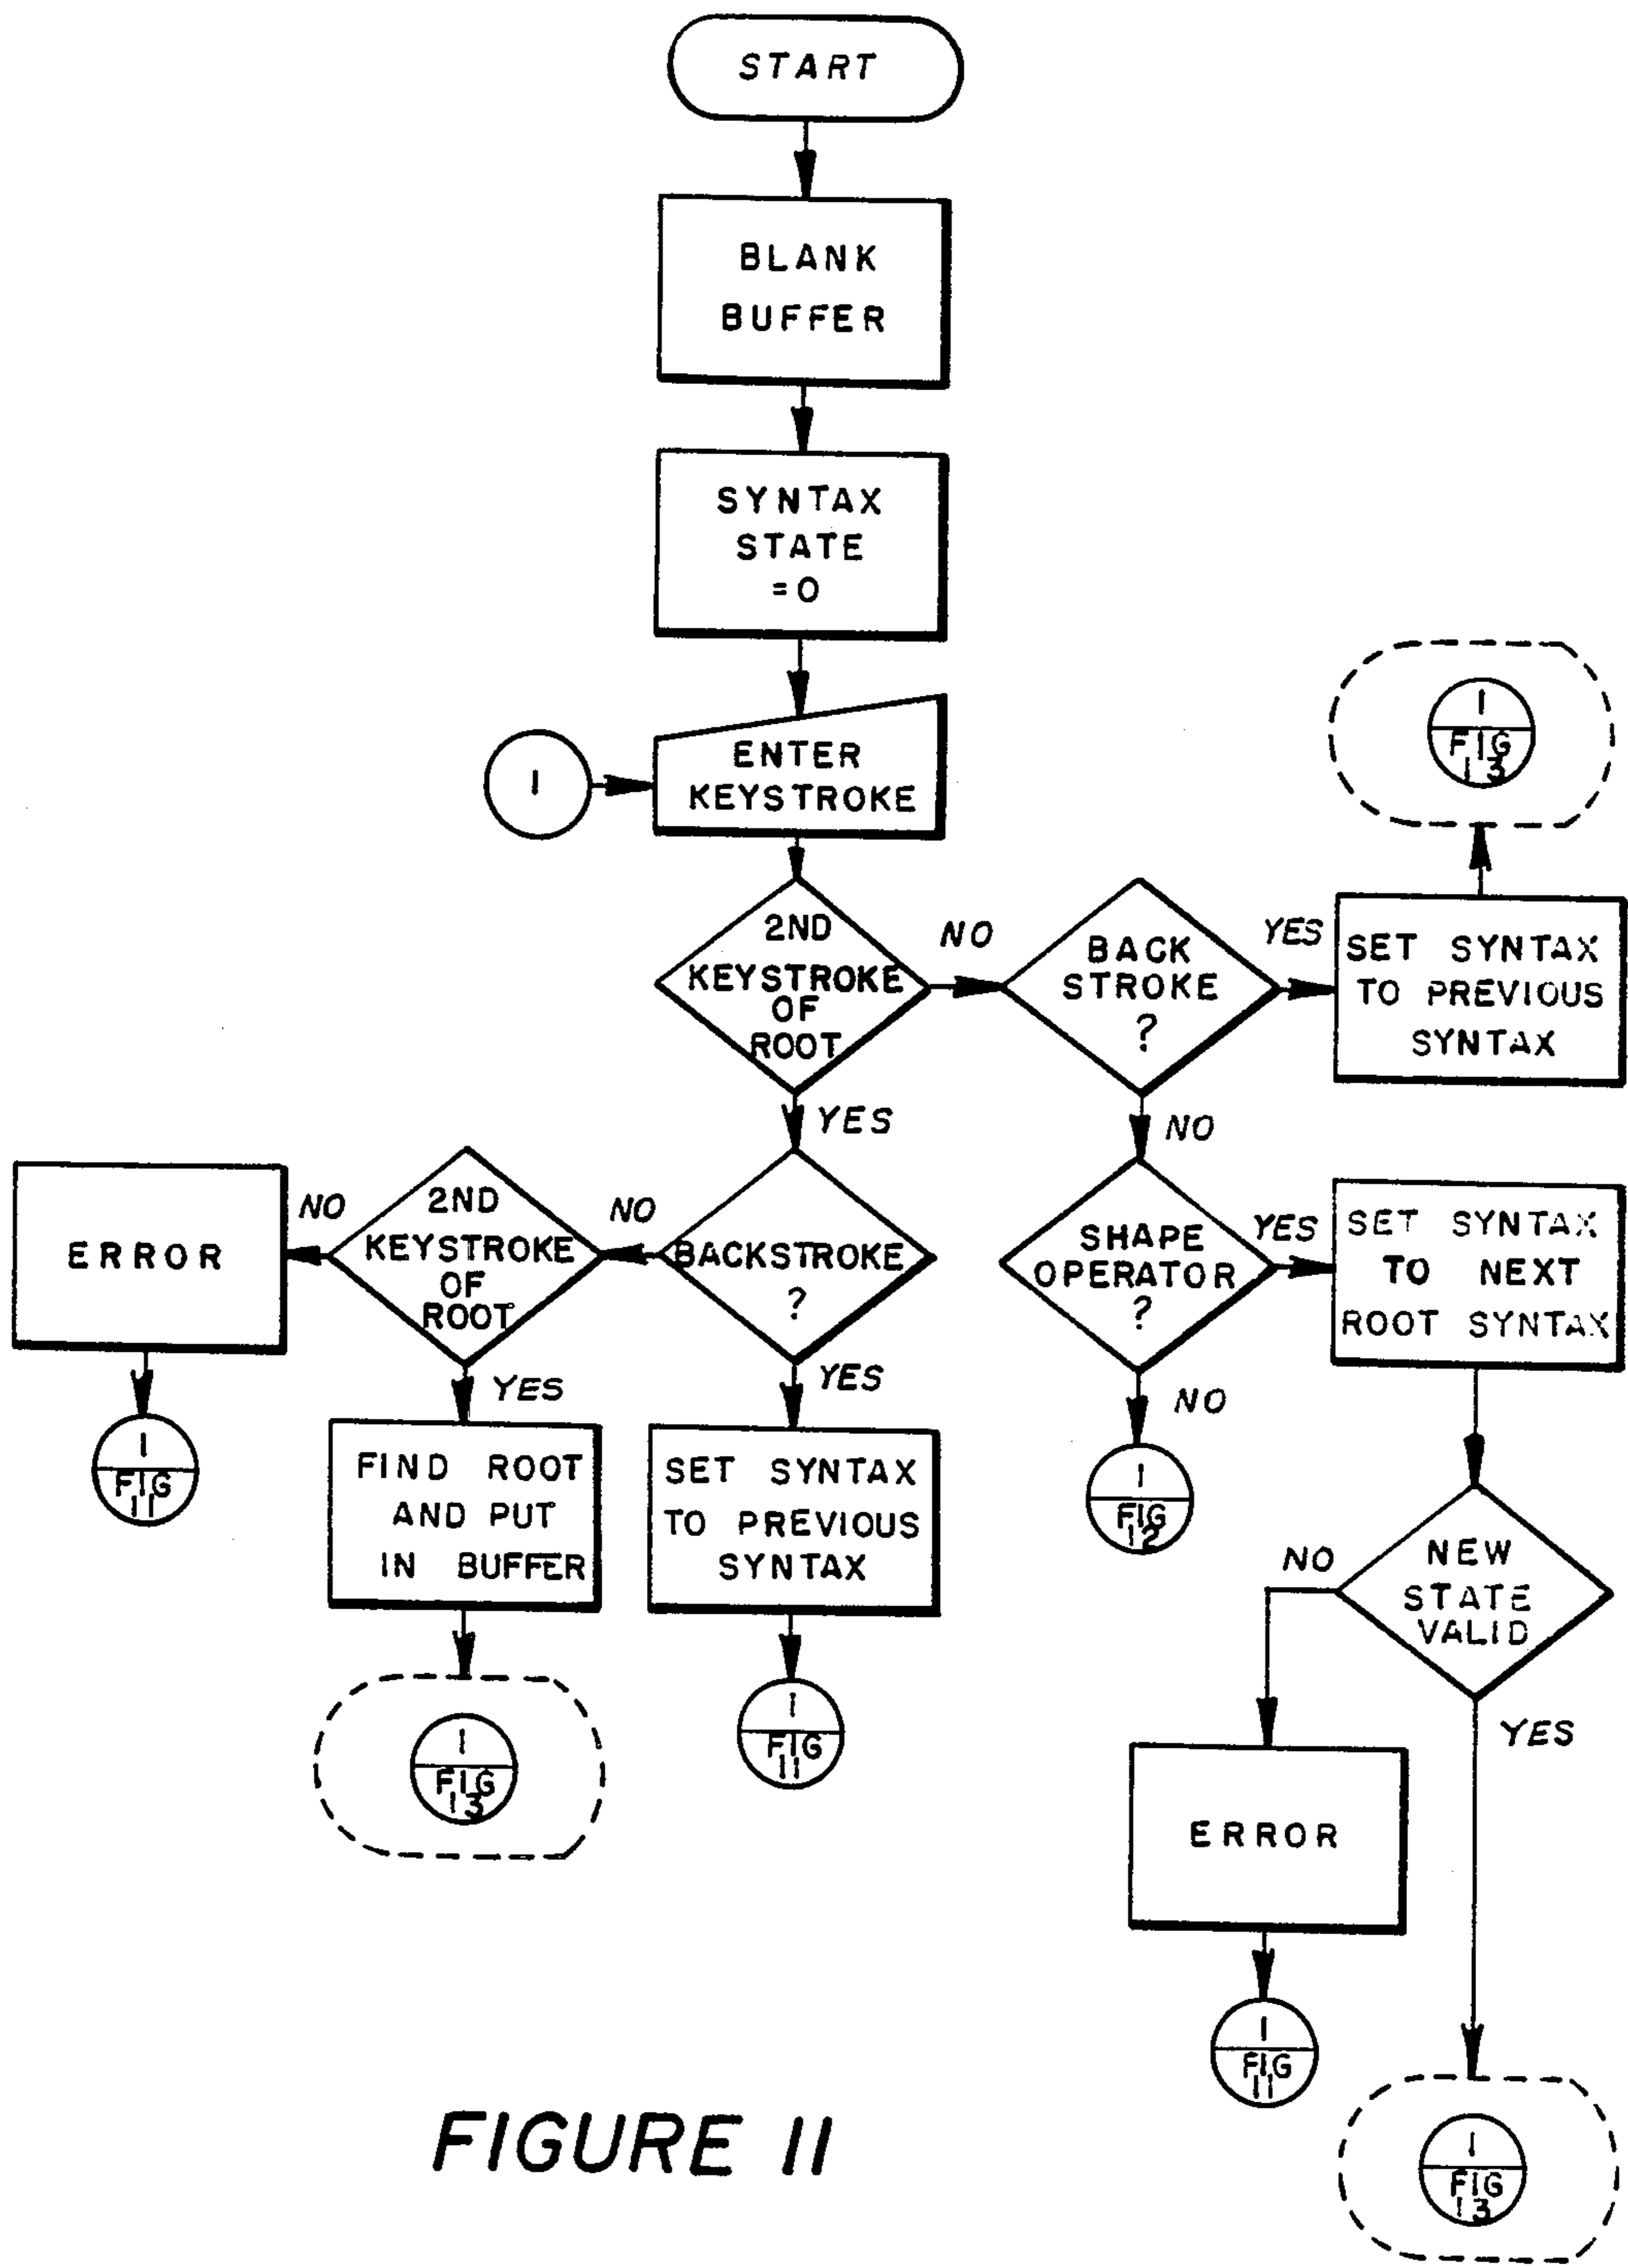 START
BLANK
BUFFER
SYNTAX
STATE
=0
1
ENTER
KEYSTROKE
1
FIG
13
2ND
KEYSTROKE
OF
ROOT
NO
BACK
STROKE
?
YES
SET SYNTAX
TO PREVIOUS
SYNTAX
YES
NO
ERROR
NO
2ND
KEYSTROKE
OF
ROOT
NO
BACKSTROKE
?
SHAPE
OPERATOR
?
YES
SET SYNTAX
TO NEXT
ROOT SYNTAX
1
FIG
11
YES
FIND ROOT
AND PUT
IN BUFFER
YES
SET SYNTAX
TO PREVIOUS
SYNTAX
NO
1
FIG
12
NO
NEW
STATE
VALID
YES
1
FIG
13
1
FIG
11
ERROR
1
FIG
11
1
FIG
13
FIGURE 11